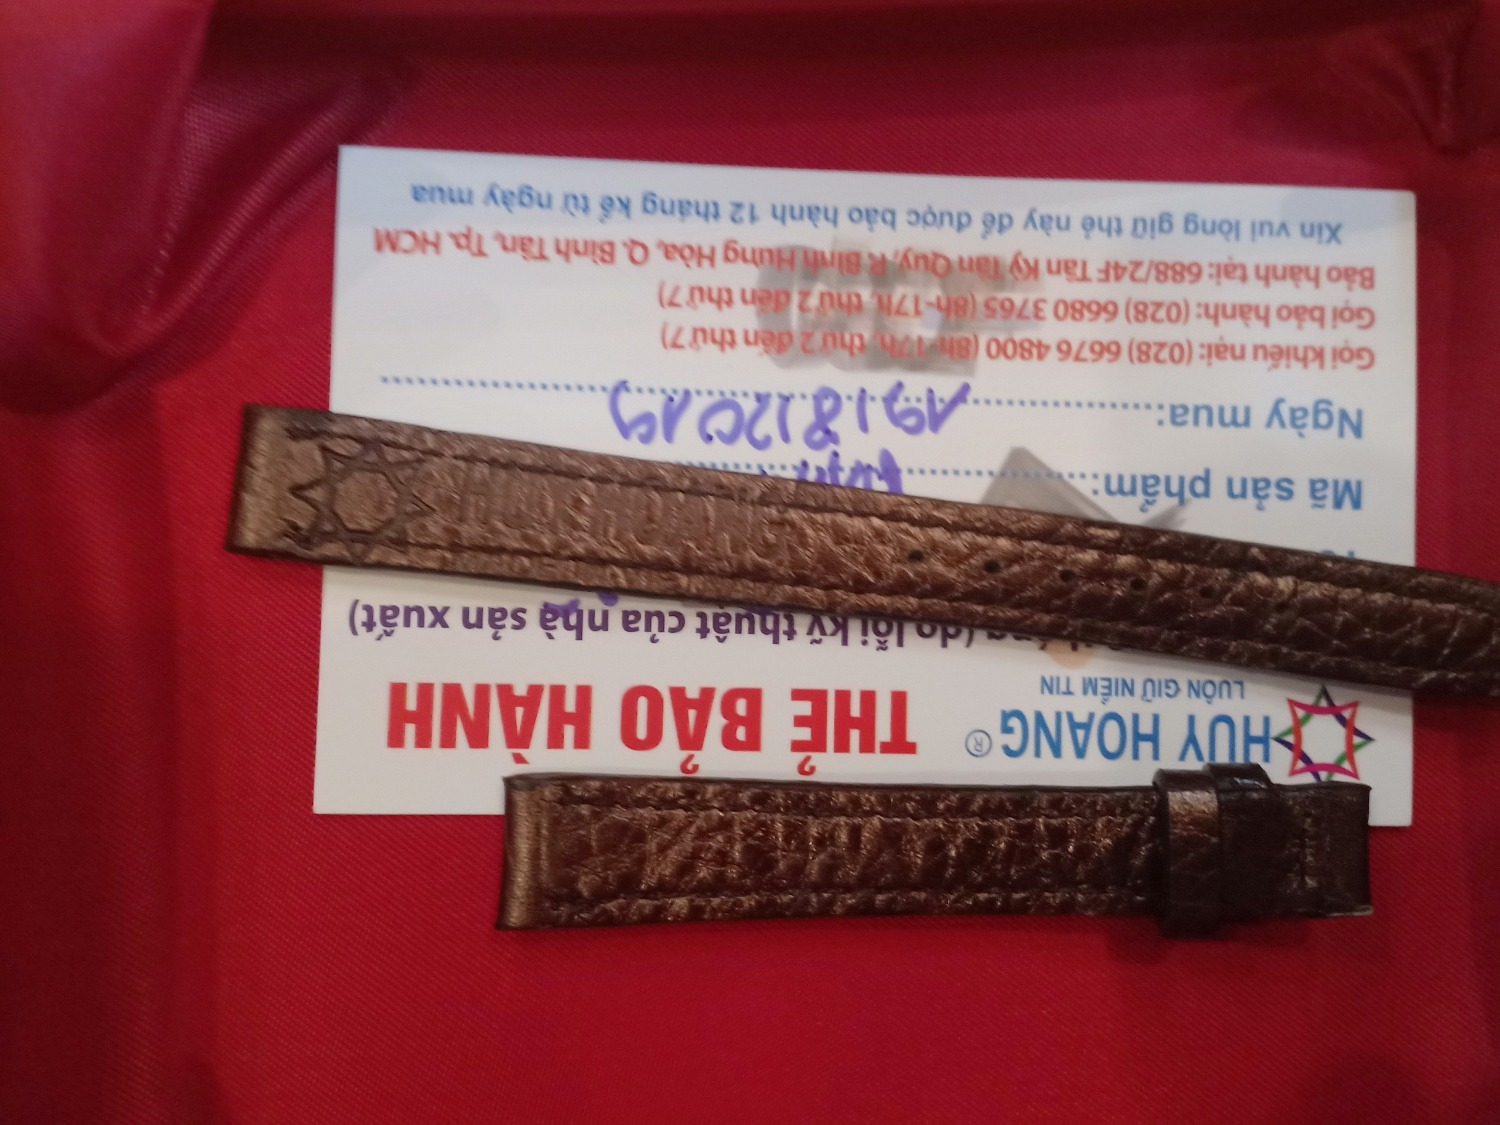 HUY HOANG®
LUÔN GIỮ NIỀM TIN
THẺ BẢO HÀNH
(do lỗi kỹ thuật của nhà sản xuất)
Mã sản phẩm:
Ngày mua: 19/8/2019
Gọi khiếu nại: (028) 6676 4800 (8h-17h, thứ 2 đến thứ 7)
Gọi bảo hành: (028) 6680 3765 (8h-17h, thứ 2 đến thứ 7)
Bảo hành tại: 688/24F Tân Kỳ Tân Quý, P. Bình Hưng Hòa, Q. Bình Tân, Tp. HCM
Xin vui lòng giữ thẻ này để được bảo hành 12 tháng kể từ ngày mua
HUY HOANG